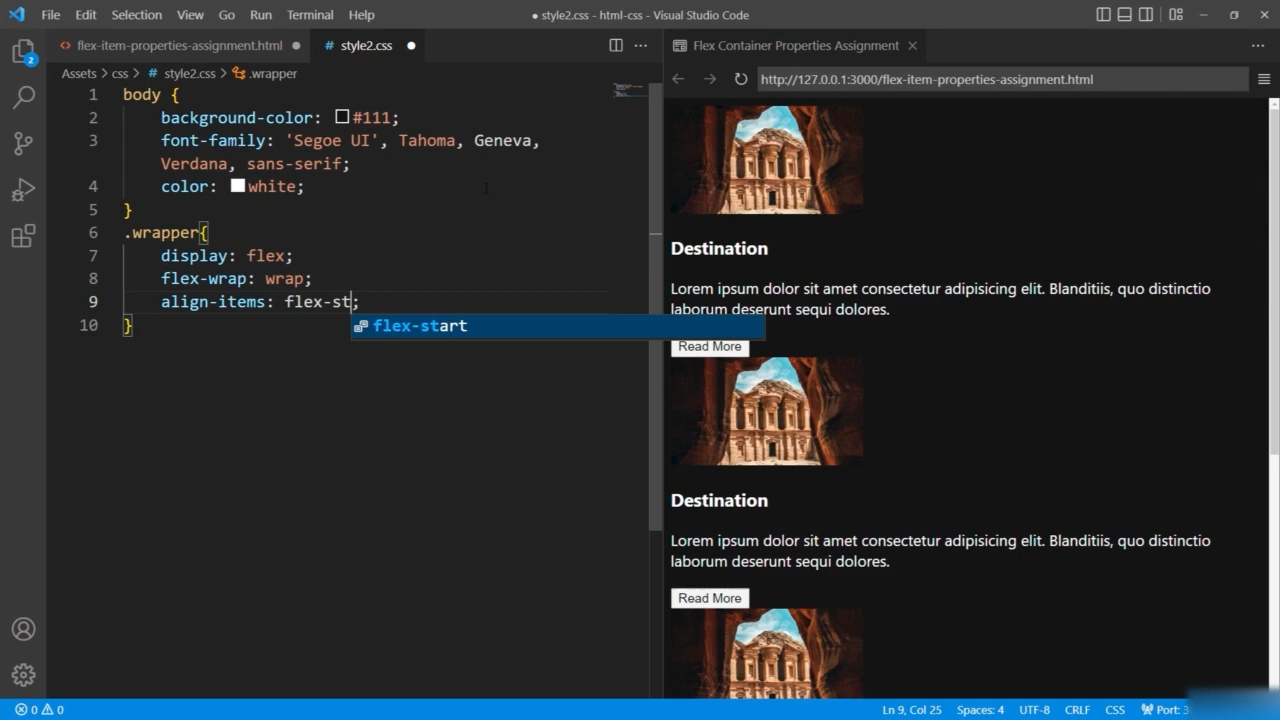 File Edit Selection View Go Run Terminal Help
● style2.css - html-css - Visual Studio Code
flex-item-properties-assignment.html
# style2.css
Assets > css > # style2.css > .wrapper
1 body {
2 background-color: #111;
3 font-family: 'Segoe UI', Tahoma, Geneva,
Verdana, sans-serif;
4 color: white;
5 }
6 .wrapper{
7 display: flex;
8 flex-wrap: wrap;
9 align-items: flex-st;
flex-start
10 }
2
Flex Container Properties Assignment
http://127.0.0.1:3000/flex-item-properties-assignment.html
Destination
Lorem ipsum dolor sit amet consectetur adipisicing elit. Blanditiis, quo distinctio
laborum deserunt sequi dolores.
Read More
Destination
Lorem ipsum dolor sit amet consectetur adipisicing elit. Blanditiis, quo distinctio
laborum deserunt sequi dolores.
Read More
0 0
Ln 9, Col 25 Spaces: 4 UTF-8 CRLF CSS Port: